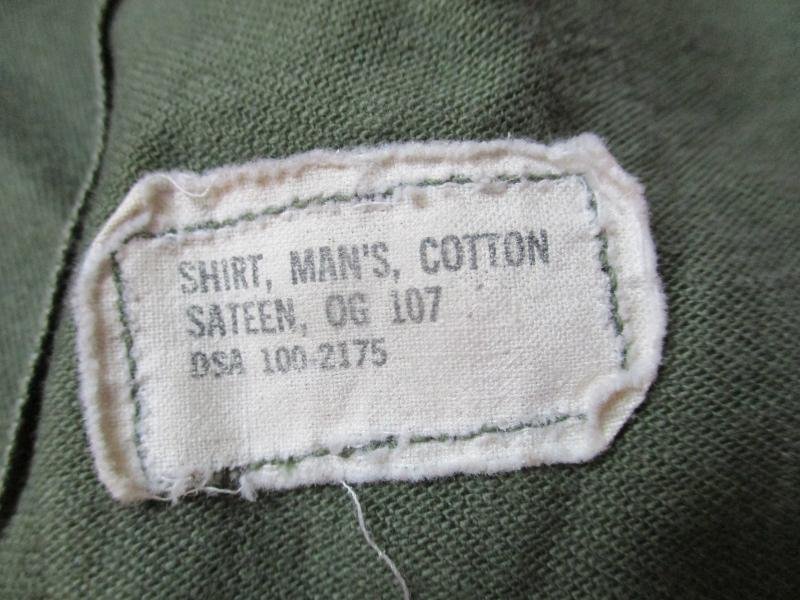 SHIRT, MAN'S, COTTON
SATEEN, OG 107
DSA 100-2175